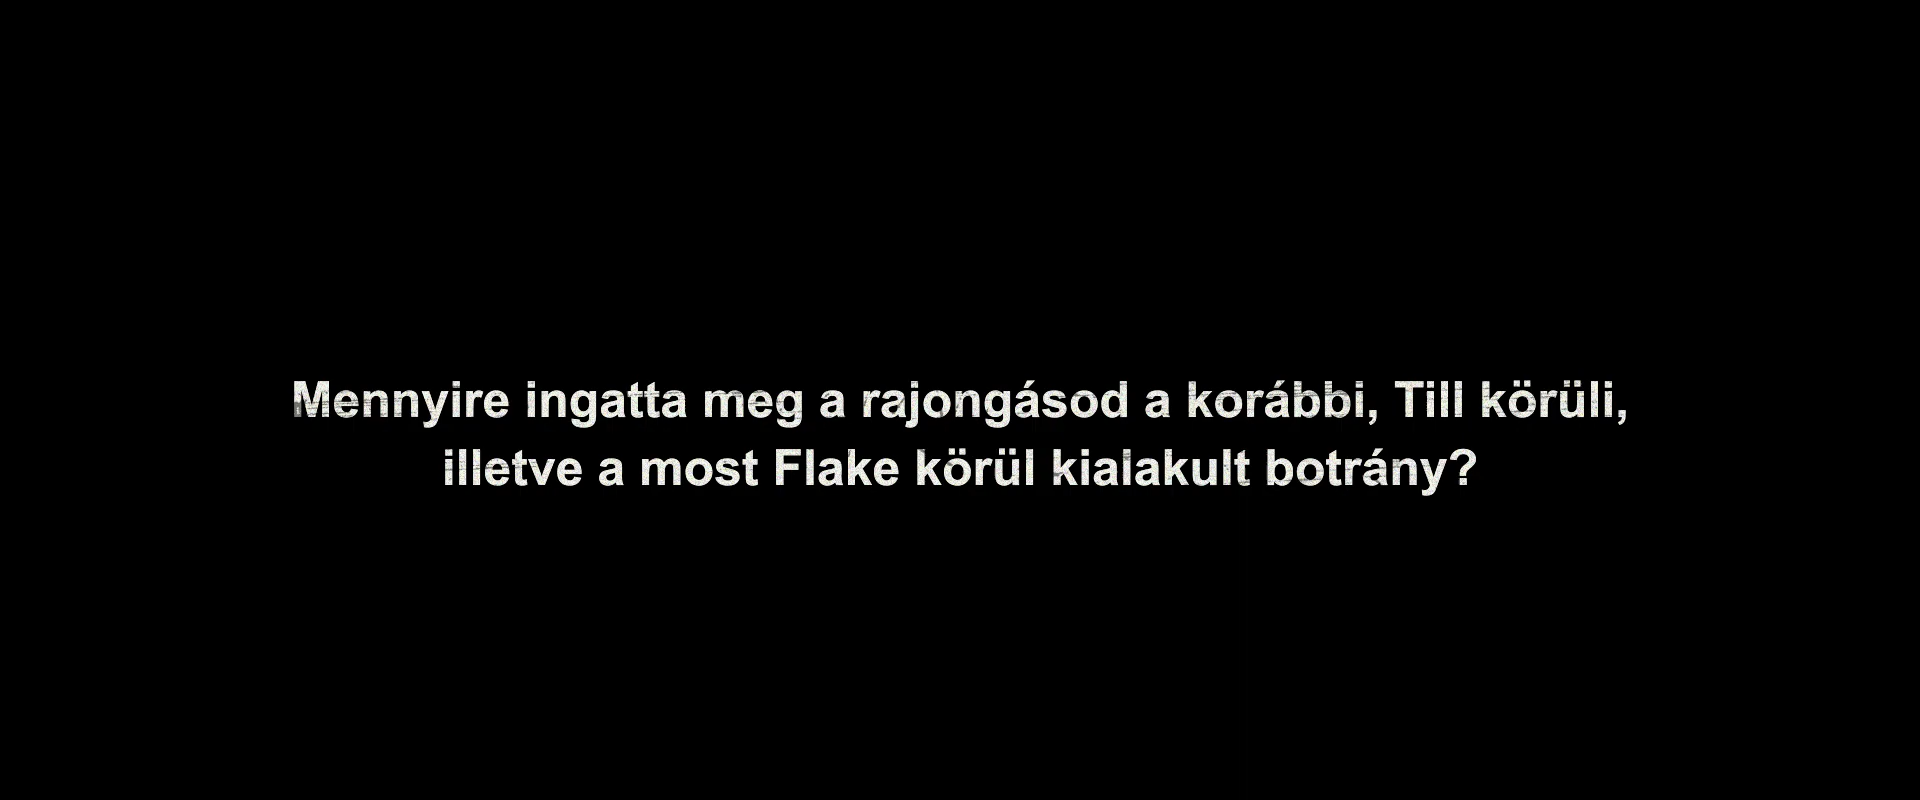 Mennyire ingatta meg a rajongásod a korábbi, Till körüli,
illetve a most Flake körül kialakult botrány?